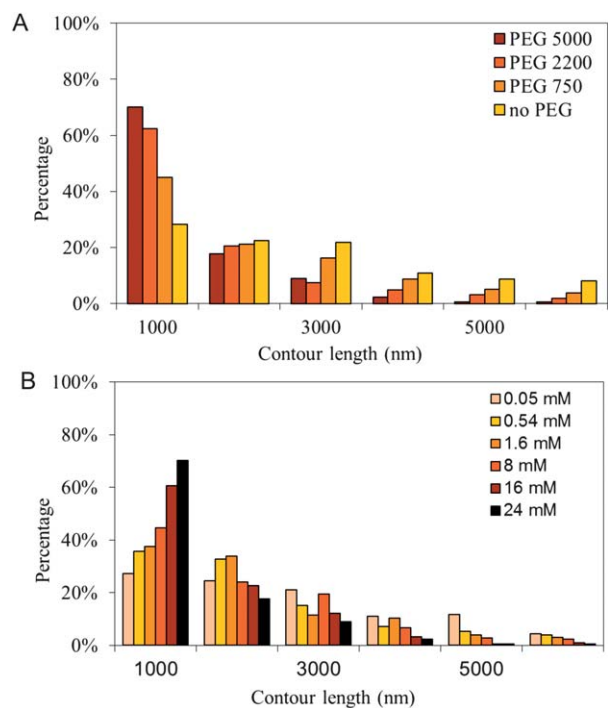 A
100%
80%
60%
40%
20%
0%
Percentage
PEG 5000
PEG 2200
PEG 750
no PEG
1000 3000 5000
Contour length (nm)
B
100%
80%
60%
40%
20%
0%
Percentage
0.05 mM
0.54 mM
1.6 mM
8 mM
16 mM
24 mM
1000 3000 5000
Contour length (nm)